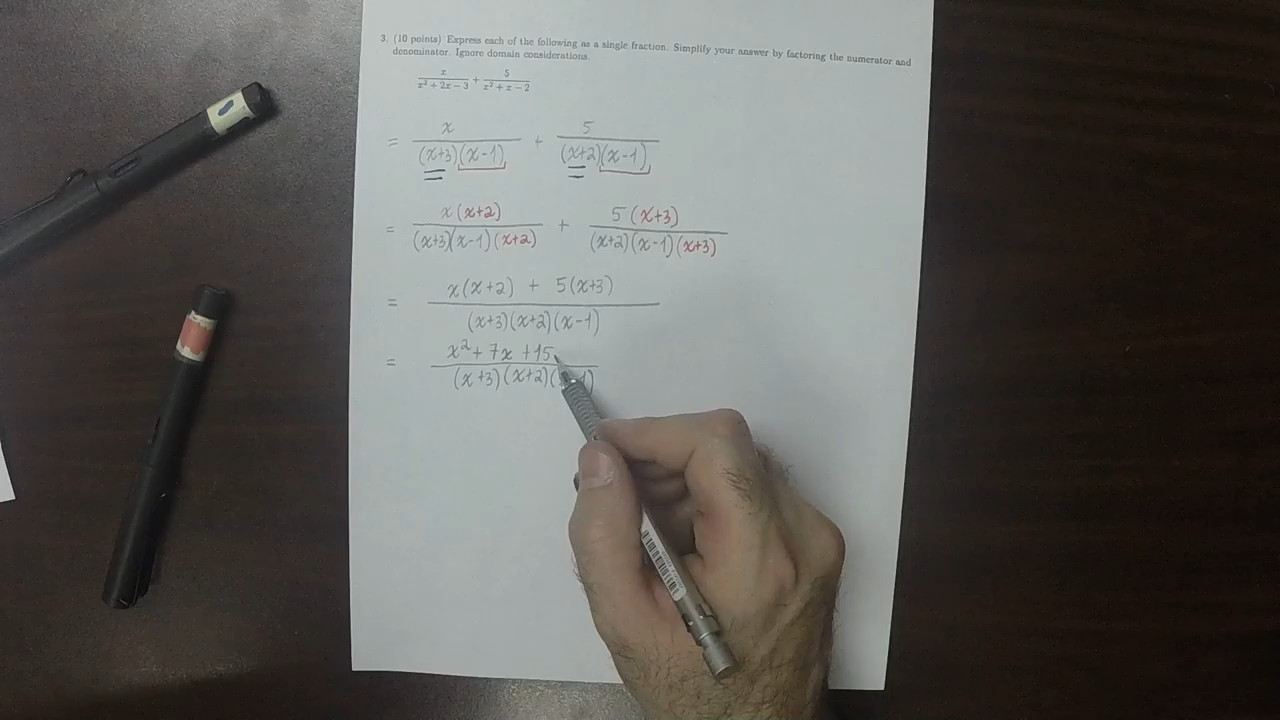 3. (10 points) Express each of the following as a single fraction. Simplify your answer by factoring the numerator and
denominator. Ignore domain considerations.
x/(x² + 2x − 3) + 5/(x² + x − 2)
= x/((x+3)(x-1)) + 5/((x+2)(x-1))
= x(x+2)/((x+3)(x-1)(x+2)) + 5(x+3)/((x+2)(x-1)(x+3))
= (x(x+2) + 5(x+3))/((x+3)(x+2)(x-1))
= (x² + 7x + 15)/((x+3)(x+2)(